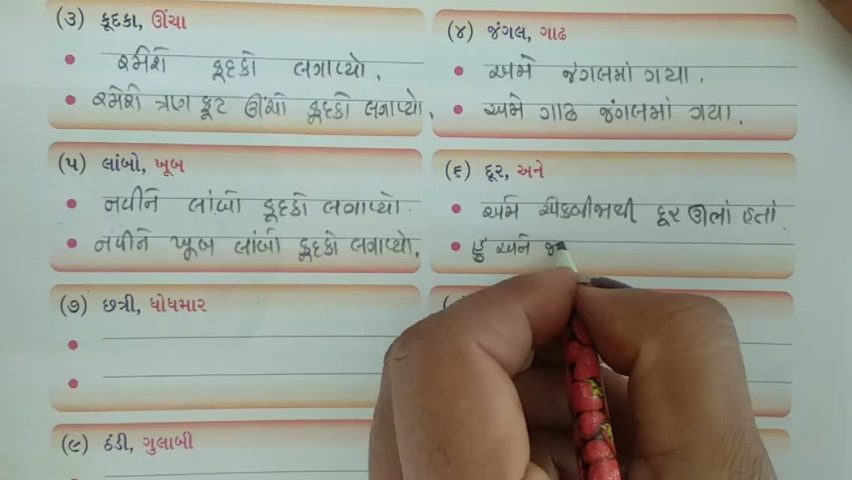 (૩) કૂદકા, ઊંચા
રમેશે કૂદકો લગાવ્યો.
રમેશે ત્રણ ફૂટ ઊંચો કૂદકો લગાવ્યો.
(૪) જંગલ, ગાઢ
અમે જંગલમાં ગયા.
અમે ગાઢ જંગલમાં ગયા.
(૫) લાંબો, ખૂબ
નવીને લાંબો કૂદકો લગાવ્યો.
નવીને ખૂબ લાંબો કૂદકો લગાવ્યો.
(૬) દૂર, અને
અમે એકબીજાથી દૂર ઊભાં હતાં.
હું અને
(૭) છત્રી, ધોધમાર
(૯) ઠંડી, ગુલાબી